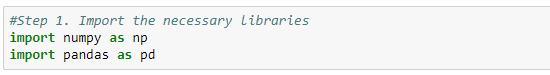 #Step 1. Import the necessary libraries
import numpy as np
import pandas as pd